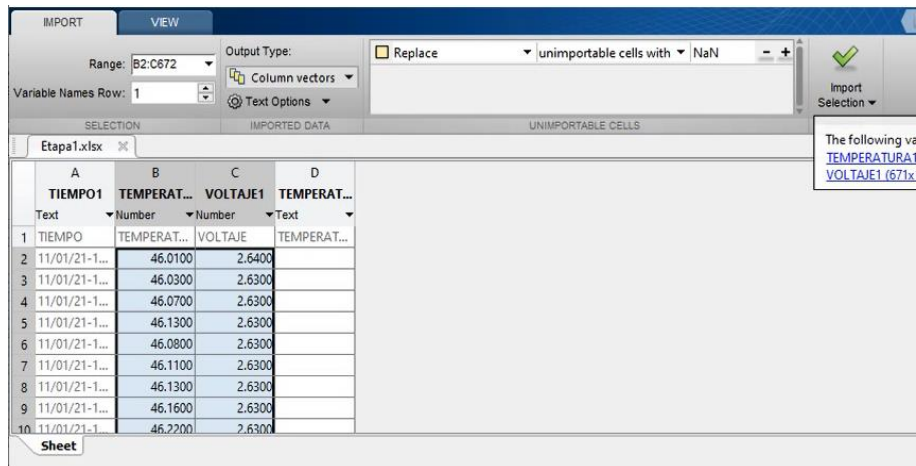 IMPORT VIEW
Range: B2:C672
Variable Names Row: 1
SELECTION
Output Type:
Column vectors
Text Options
IMPORTED DATA
Replace unimportable cells with NaN - +
UNIMPORTABLE CELLS
Import
Selection
The following va
TEMPERATURA1
VOLTAJE1 (671x
Etapa1.xlsx
A B C D
TIEMPO1 TEMPERAT... VOLTAJE1 TEMPERAT...
Text Number Number Text
1 TIEMPO TEMPERAT... VOLTAJE TEMPERAT...
2 11/01/21-1... 46.0100 2.6400
3 11/01/21-1... 46.0300 2.6300
4 11/01/21-1... 46.0700 2.6300
5 11/01/21-1... 46.1300 2.6300
6 11/01/21-1... 46.0800 2.6300
7 11/01/21-1... 46.1100 2.6300
8 11/01/21-1... 46.1300 2.6300
9 11/01/21-1... 46.1600 2.6300
10 11/01/21-1... 46.2200 2.6300
Sheet